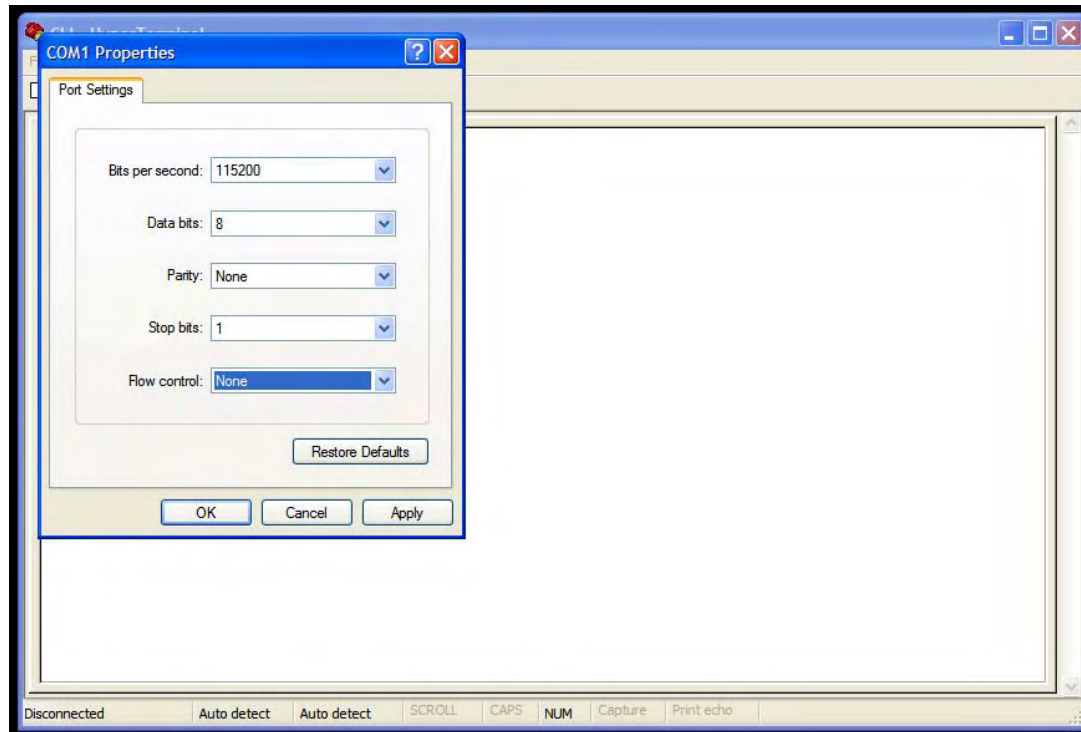 COM1 Properties
Port Settings
Bits per second: 115200
Data bits: 8
Parity: None
Stop bits: 1
Flow control: None
Restore Defaults
OK Cancel Apply
Disconnected Auto detect Auto detect SCROLL CAPS NUM Capture Print echo